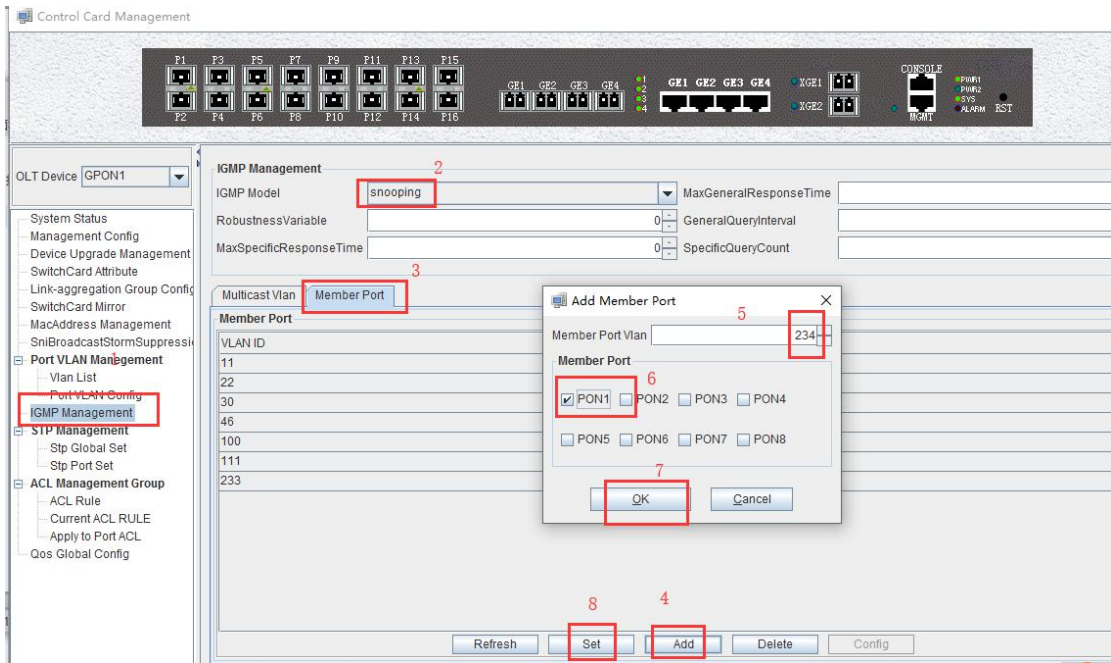 Control Card Management
P1 P3 P5 P7 P9 P11 P13 P15
P2 P4 P6 P8 P10 P12 P14 P16
GE1 GE2 GE3 GE4
1
2
3
4
GE1 GE2 GE3 GE4
XGE1
XGE2
CONSOLE
MGMT
PWR1
PWR2
SYS
ALARM
RST
OLT Device GPON1
System Status
Management Config
Device Upgrade Management
SwitchCard Attribute
Link-aggregation Group Config
SwitchCard Mirror
MacAddress Management
SniBroadcastStormSuppressi
Port VLAN Management
1
Vlan List
Port VLAN Config
IGMP Management
STP Management
Stp Global Set
Stp Port Set
ACL Management Group
ACL Rule
Current ACL RULE
Apply to Port ACL
Qos Global Config
IGMP Management
2
IGMP Model snooping MaxGeneralResponseTime
RobustnessVariable 0 GeneralQueryInterval
MaxSpecificResponseTime 0 SpecificQueryCount
3
Multicast Vlan Member Port
Member Port
VLAN ID
11
22
30
46
100
111
233
Add Member Port
5
Member Port Vlan 234
Member Port
6
PON1 PON2 PON3 PON4
PON5 PON6 PON7 PON8
7
OK Cancel
8 4
Refresh Set Add Delete Config